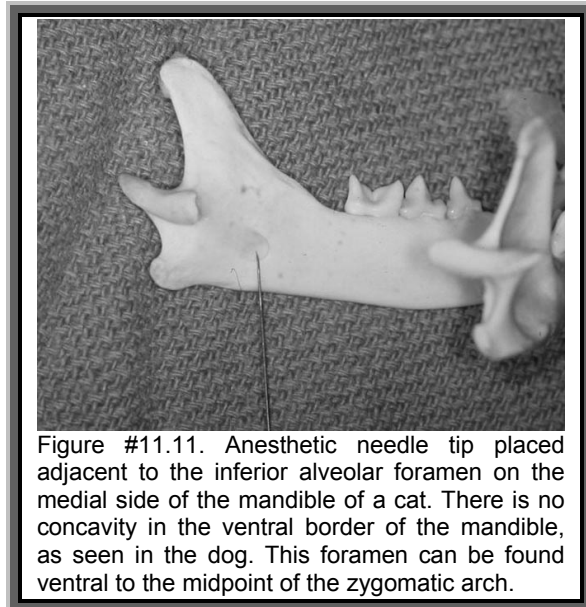 Figure #11.11. Anesthetic needle tip placed
adjacent to the inferior alveolar foramen on the
medial side of the mandible of a cat. There is no
concavity in the ventral border of the mandible,
as seen in the dog. This foramen can be found
ventral to the midpoint of the zygomatic arch.